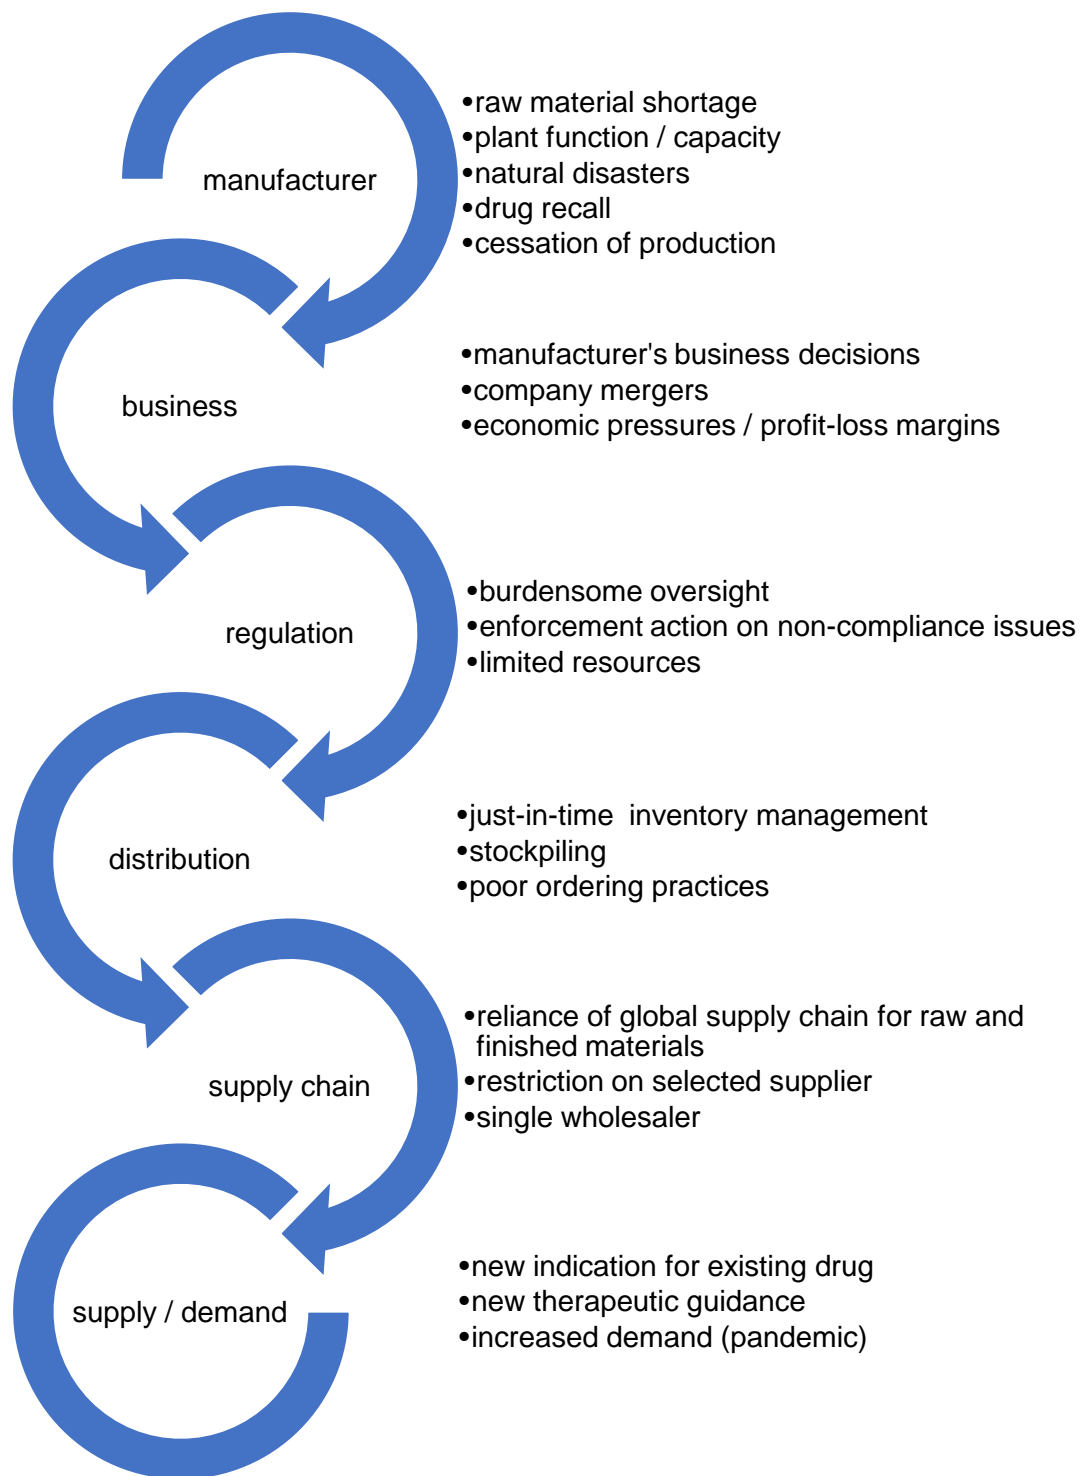 manufacturer
•raw material shortage
•plant function / capacity
•natural disasters
•drug recall
•cessation of production
business
•manufacturer's business decisions
•company mergers
•economic pressures / profit-loss margins
regulation
•burdensome oversight
•enforcement action on non-compliance issues
•limited resources
distribution
•just-in-time  inventory management
•stockpiling
•poor ordering practices
supply chain
•reliance of global supply chain for raw and
finished materials
•restriction on selected supplier
•single wholesaler
supply / demand
•new indication for existing drug
•new therapeutic guidance
•increased demand (pandemic)